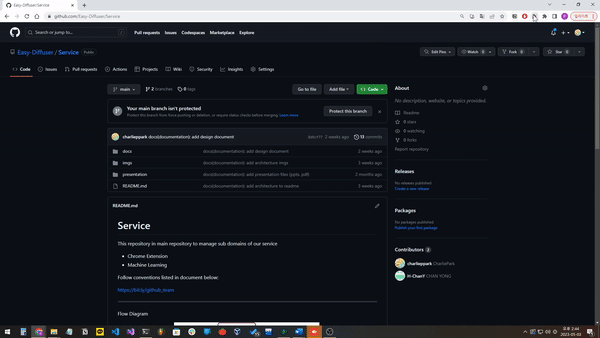 Easy-Diffuser/Service
github.com/Easy-Diffuser/Service
Search or jump to...
Pull requests Issues Codespaces Marketplace Explore
Easy-Diffuser / Service Public
Edit Pins Watch 0 Fork 0 Star 0
Code Issues Pull requests Actions Projects Wiki Security Insights Settings
main 2 branches 0 tags Go to file Add file Code
Your main branch isn't protected
Protect this branch from force pushing or deletion, or require status checks before merging. Learn more
Protect this branch
charlieppark docs(documentation): add design document 2 weeks ago 13 commits
docs docs(documentation): add design document 2 weeks ago
imgs docs(documentation): add architecture imgs 3 weeks ago
presentation docs(documentation): add presentation files (pptx, pdf) 2 months ago
README.md docs(documentation): add architecture to readme 3 weeks ago
README.md
Service
This repository in main repository to manage sub domains of our service
Chrome Extension
Machine Learning
Follow conventions listed in document below:
https://bit.ly/github_team
Flow Diagram
About
No description, website, or topics provided.
Readme
0 stars
0 watching
0 forks
Report repository
Releases
No releases published
Create a new release
Packages
No packages published
Publish your first package
Contributors 2
charlieppark CharliePark
H-ChanY CHAN YONG
오후 2:44
2023-05-03